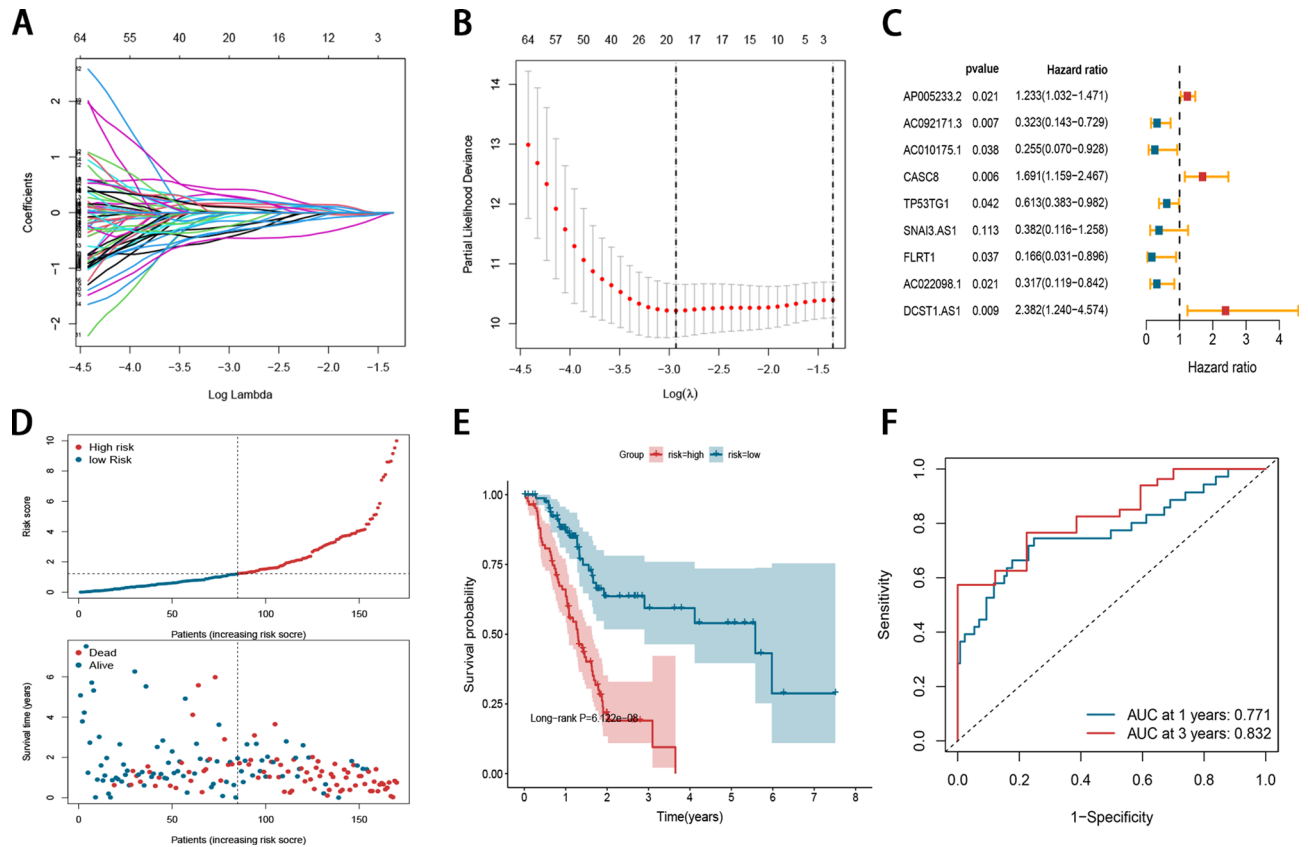 A
64 55 40 20 16 12 3
2
1
0
−1
−2
Coefficients
−4.5 −4.0 −3.5 −3.0 −2.5 −2.0 −1.5
Log Lambda
B
64 57 50 40 26 20 17 17 15 10 5 3
14
13
12
11
10
Partial Likelihood Deviance
−4.5 −4.0 −3.5 −3.0 −2.5 −2.0 −1.5
Log(λ)
C
pvalue Hazard ratio
AP005233.2 0.021 1.233(1.032−1.471)
AC092171.3 0.007 0.323(0.143−0.729)
AC010175.1 0.038 0.255(0.070−0.928)
CASC8 0.006 1.691(1.159−2.467)
TP53TG1 0.042 0.613(0.383−0.982)
SNAI3.AS1 0.113 0.382(0.116−1.258)
FLRT1 0.037 0.166(0.031−0.896)
AC022098.1 0.021 0.317(0.119−0.842)
DCST1.AS1 0.009 2.382(1.240−4.574)
0 1 2 3 4
Hazard ratio
D
High risk
low Risk
10
8
6
4
2
0
Risk score
0 50 100 150
Patients (increasing risk socre)
Dead
Alive
6
4
2
0
Survival time (years)
0 50 100 150
Patients (increasing risk socre)
E
Group risk=high risk=low
1.00
0.75
0.50
0.25
0.00
Survival probability
Long−rank P=6.122e−08
0 1 2 3 4 5 6 7 8
Time(years)
F
1.0
0.8
0.6
0.4
0.2
0.0
Sensitivity
AUC at 1 years: 0.771
AUC at 3 years: 0.832
0.0 0.2 0.4 0.6 0.8 1.0
1−Specificity